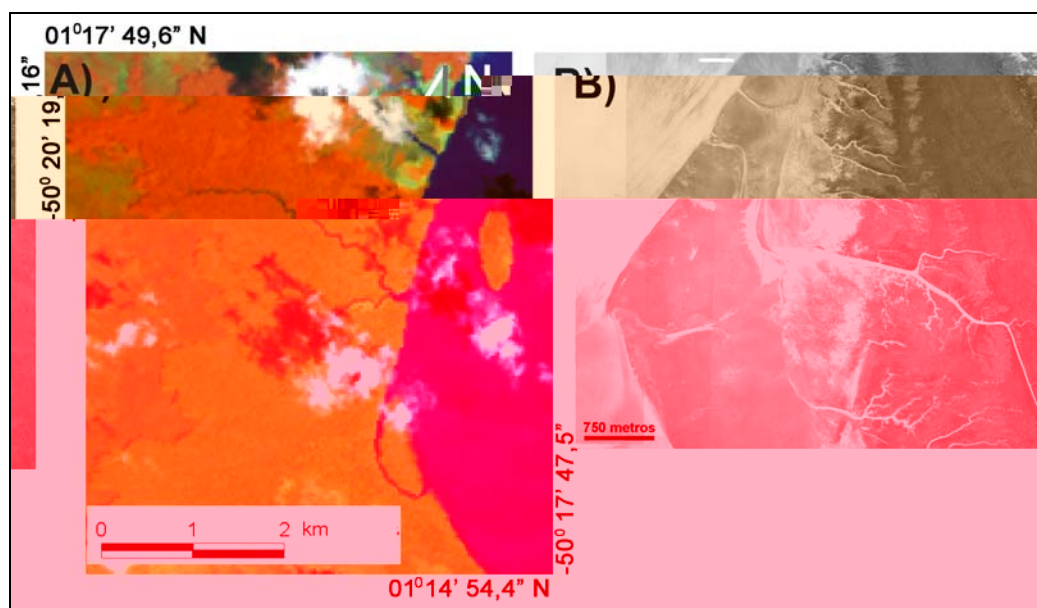 01⁰17' 49,6" N
A)
N
B)
-50⁰ 20' 19, 16"
750 metros
0 1 2 km
-50⁰ 17' 47,5"
01⁰14' 54,4" N